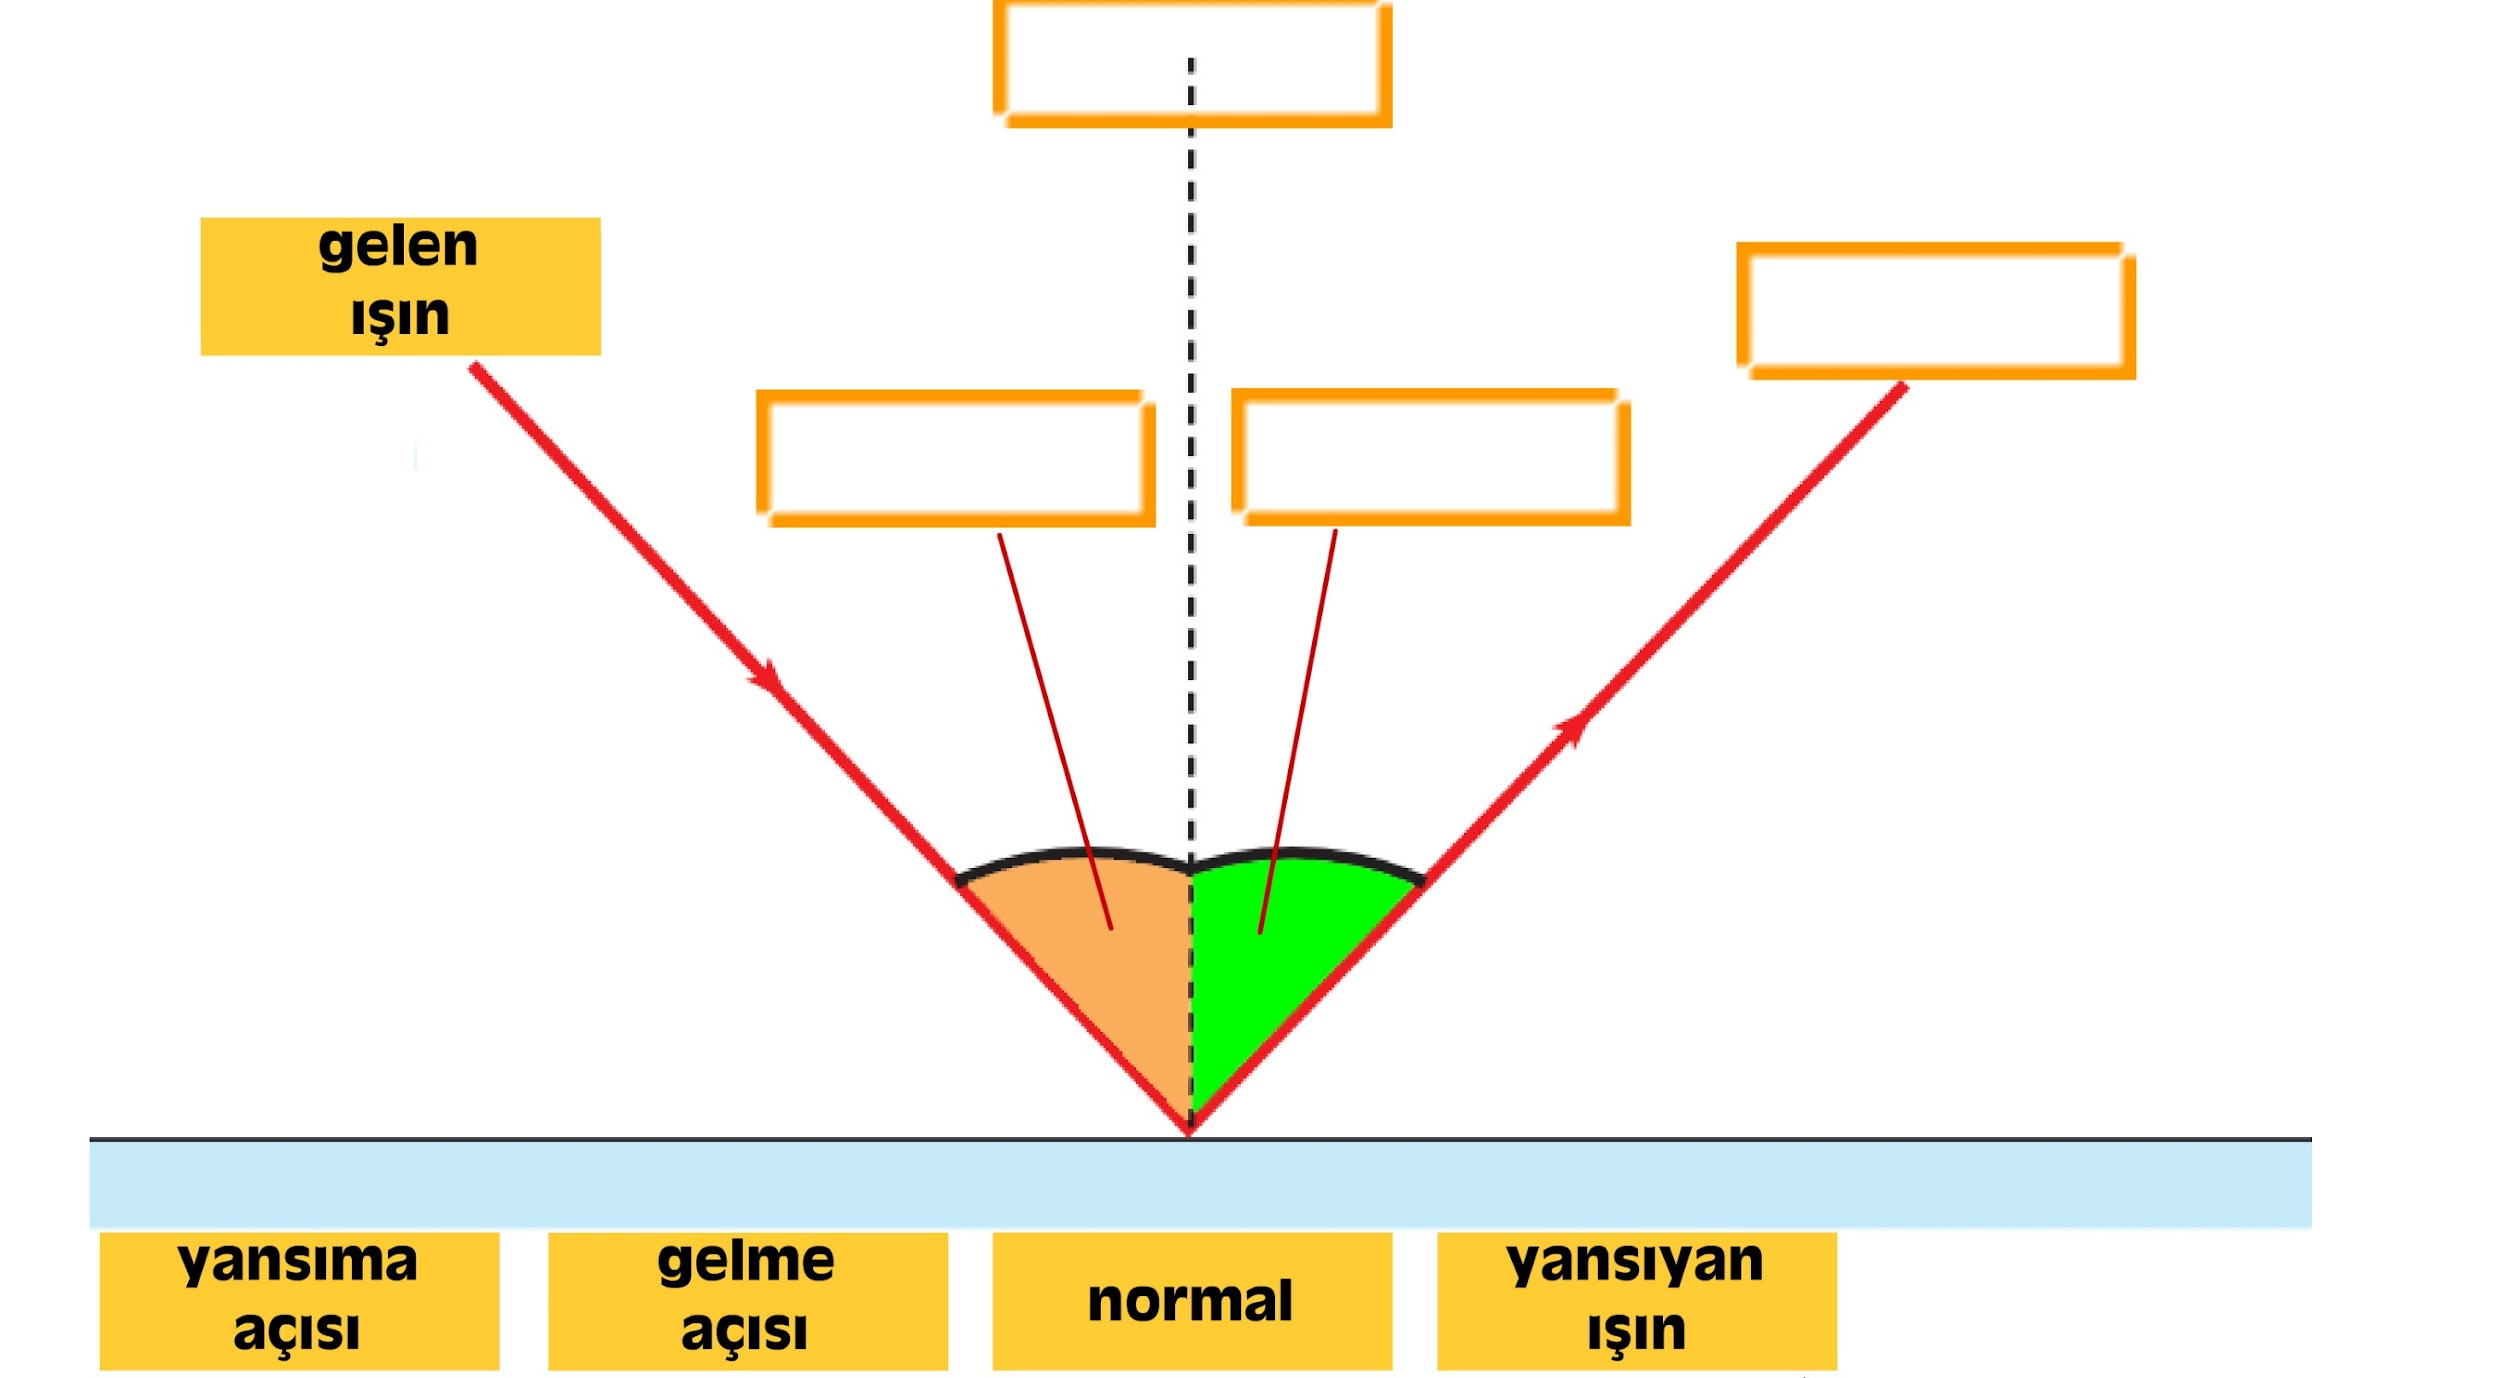 gelen
ışın
yansıma
açısı
gelme
açısı
normal
yansıyan
ışın